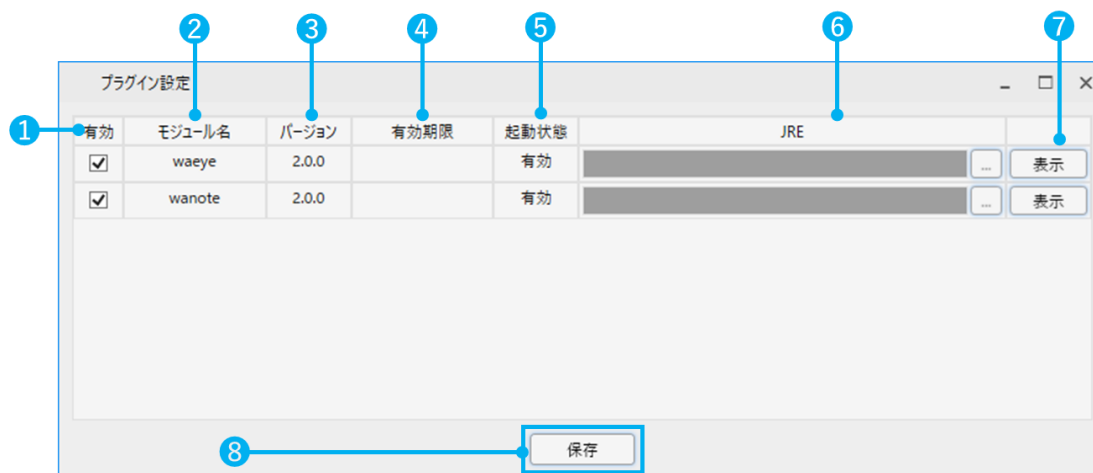 2 3 4 5 6 7
プラグイン設定
1 有効 モジュール名 バージョン 有効期限 起動状態 JRE
waeye 2.0.0 有効 ... 表示
wanote 2.0.0 有効 ... 表示
8 保存